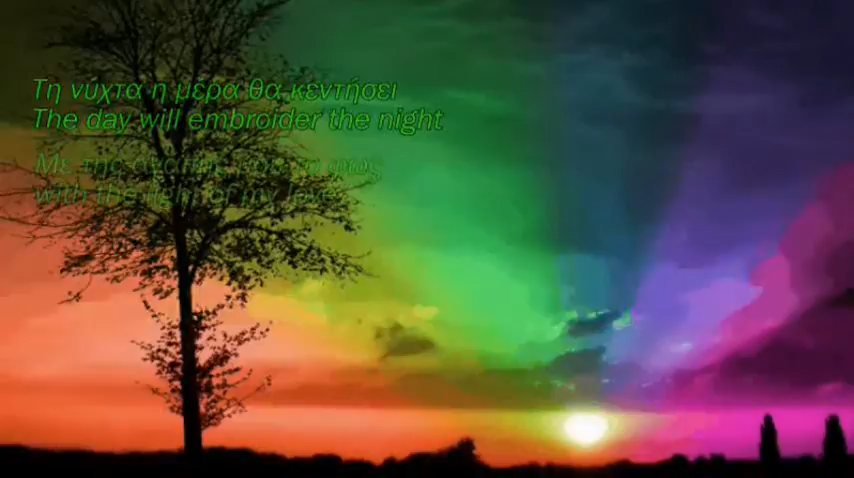 Τη νύχτα η μέρα θα κεντήσει
The day will embroider the night
Με της αγάπης μου το φως
with the light of my love